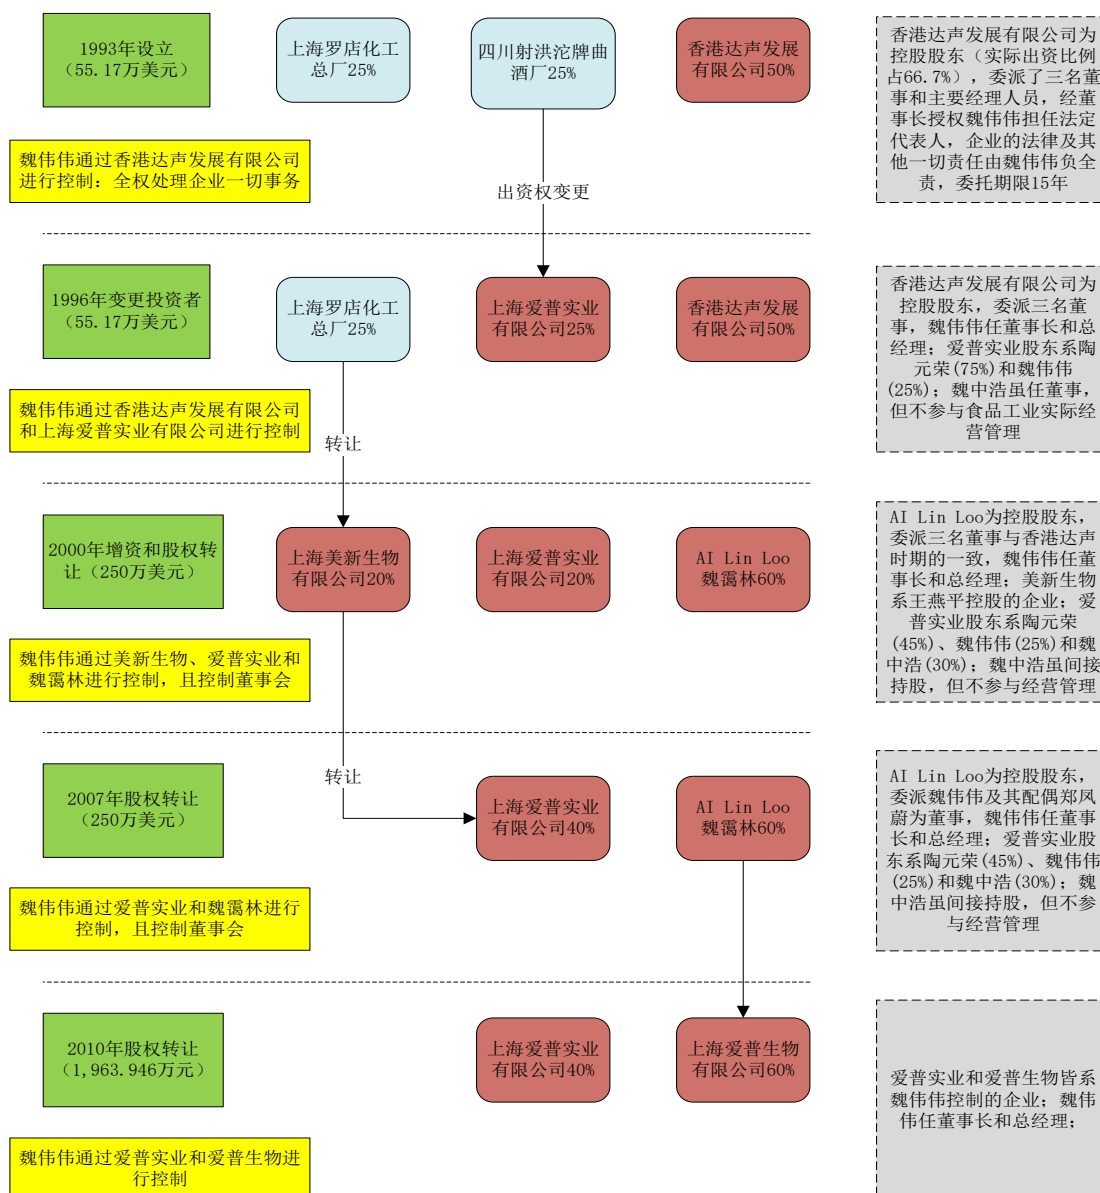 1993年设立
（55.17万美元）
上海罗店化工
总厂25%
四川射洪沱牌曲
酒厂25%
香港达声发展
有限公司50%
香港达声发展有限公司为
控股股东（实际出资比例
占66.7%），委派了三名董
事和主要经理人员，经董
事长授权魏伟伟担任法定
代表人，企业的法律及其
他一切责任由魏伟伟负全
责，委托期限15年
魏伟伟通过香港达声发展有限公司
进行控制：全权处理企业一切事务
出资权变更
1996年变更投资者
（55.17万美元）
上海罗店化工
总厂25%
上海爱普实业
有限公司25%
香港达声发展
有限公司50%
香港达声发展有限公司为
控股股东，委派三名董
事，魏伟伟任董事长和总
经理；爱普实业股东系陶
元荣(75%)和魏伟伟
(25%)；魏中浩虽任董事，
但不参与食品工业实际经
营管理
魏伟伟通过香港达声发展有限公司
和上海爱普实业有限公司进行控制
转让
2000年增资和股权转
让（250万美元）
上海美新生物
有限公司20%
上海爱普实业
有限公司20%
AI Lin Loo
魏霭林60%
AI Lin Loo为控股股东，
委派三名董事与香港达声
时期的一致，魏伟伟任董
事长和总经理；美新生物
系王燕平控股的企业；爱
普实业股东系陶元荣
(45%)、魏伟伟(25%)和魏
中浩(30%)；魏中浩虽间接
持股，但不参与经营管理
魏伟伟通过美新生物、爱普实业和
魏霭林进行控制，且控制董事会
转让
2007年股权转让
（250万美元）
上海爱普实业
有限公司40%
AI Lin Loo
魏霭林60%
AI Lin Loo为控股股东，
委派魏伟伟及其配偶郑凤
蔚为董事，魏伟伟任董事
长和总经理；爱普实业股
东系陶元荣(45%)、魏伟伟
(25%)和魏中浩(30%)；魏
中浩虽间接持股，但不参
与经营管理
魏伟伟通过爱普实业和魏霭林进行
控制，且控制董事会
2010年股权转让
（1,963.946万元）
上海爱普实业
有限公司40%
上海爱普生物
有限公司60%
爱普实业和爱普生物皆系
魏伟伟控制的企业；魏伟
伟任董事长和总经理；
魏伟伟通过爱普实业和爱普生物进
行控制